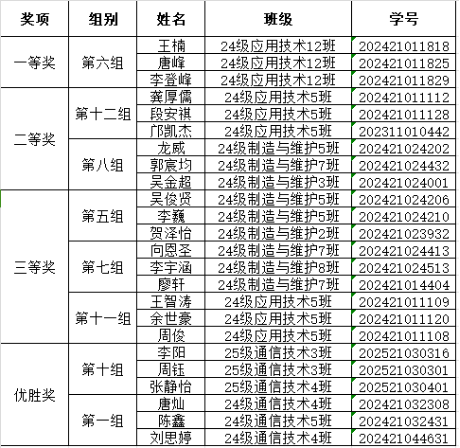 奖项 组别 姓名 班级 学号
一等奖 第六组 王楠 24级应用技术12班 202421011818
唐峰 24级应用技术12班 202421011825
李登峰 24级应用技术12班 202421011829
二等奖 第十二组 龚厚儒 24级应用技术5班 202421011112
段安祺 24级应用技术5班 202421011128
邝凯杰 24级应用技术5班 202311010442
第八组 龙威 24级制造与维护5班 202421024202
郭宸均 24级制造与维护7班 202421024432
吴金超 24级制造与维护3班 202421024001
三等奖 第五组 吴俊贤 24级制造与维护5班 202421024206
李巍 24级制造与维护5班 202421024210
贺泽怡 24级制造与维护2班 202421023932
第七组 向恩圣 24级制造与维护7班 202421024413
李宇涵 24级制造与维护8班 202421024513
廖轩 24级制造与维护7班 202421014404
第十一组 王智涛 24级应用技术5班 202421011109
余世豪 24级应用技术5班 202421011120
周俊 24级应用技术5班 202421011108
优胜奖 第十组 李阳 25级通信技术3班 202521030316
周钰 25级通信技术3班 202521030301
张静怡 25级通信技术4班 202521030401
第一组 唐灿 24级通信技术4班 202421032308
陈鑫 24级通信技术5班 202421032431
刘思婷 24级通信技术4班 202421044631